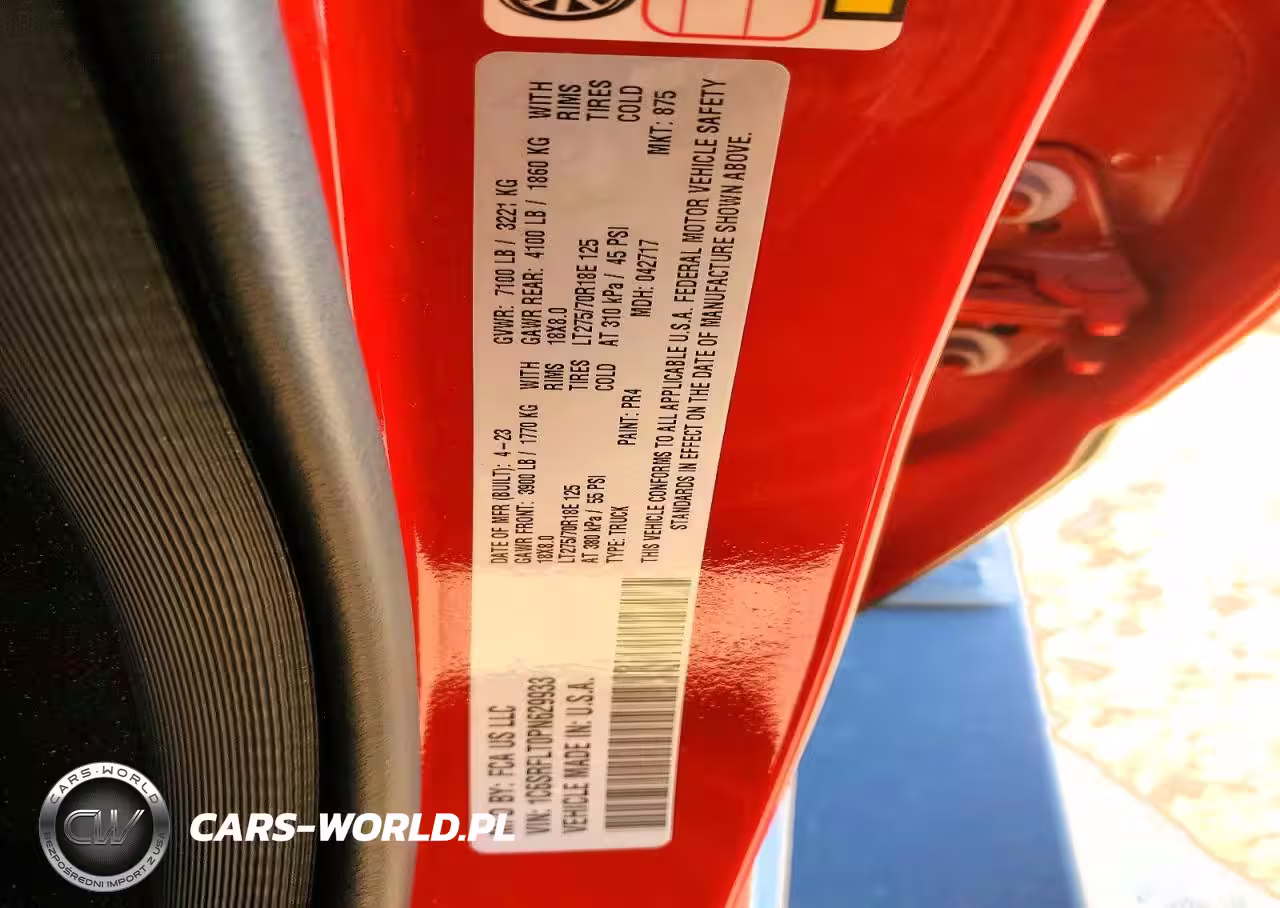 MFD BY: FCA US LLC
DATE OF MFR (BUILT): 4-23
GVWR: 7100 LB / 3221 KG
VIN: 1C6SRFLT0PN629933
GAWR FRONT: 3900 LB / 1770 KG
WITH
GAWR REAR: 4100 LB / 1860 KG
WITH
VEHICLE MADE IN: U.S.A.
18X8.0
RIMS
18X8.0
RIMS
LT275/70R18E 125
TIRES
LT275/70R18E 125
TIRES
AT 380 kPa / 55 PSI
COLD
AT 310 kPa / 45 PSI
COLD
TYPE: TRUCK
PAINT: PR4
MDH: 042717
MKT: 875
THIS VEHICLE CONFORMS TO ALL APPLICABLE U.S.A. FEDERAL MOTOR VEHICLE SAFETY
STANDARDS IN EFFECT ON THE DATE OF MANUFACTURE SHOWN ABOVE.
CARS-WORLD
CW
BEZPOŚREDNI IMPORT Z USA
CARS-WORLD.PL